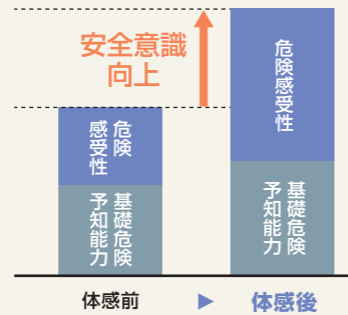 安全意識
向上
危険
感受性
基礎危険
予知能力
危険感受性
基礎危険
予知能力
体感前
▶
体感後